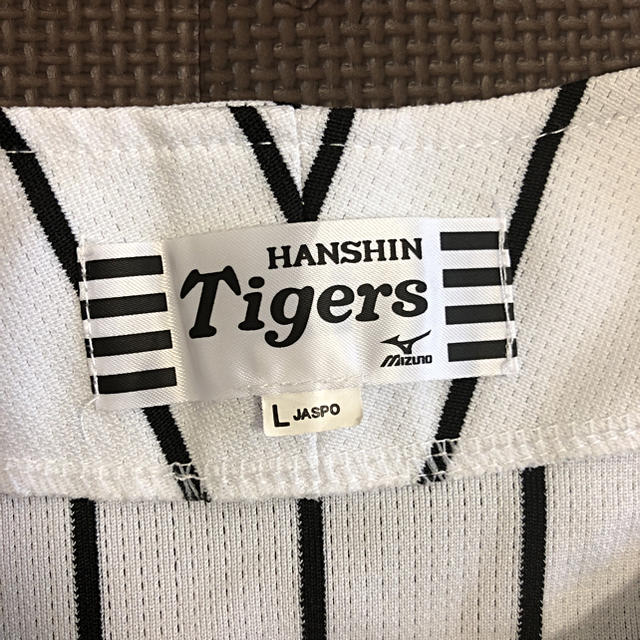 HANSHIN
Tigers
MIZUNO
L JASPO